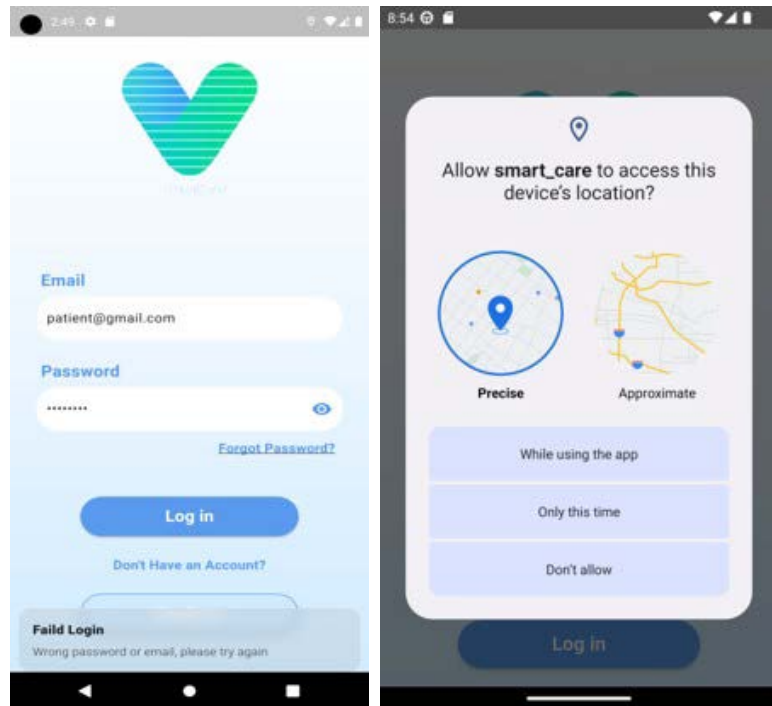 2:49
Email
patient@gmail.com
Password
••••••••
Forgot Password?
Log in
Don't Have an Account?
Faild Login
Wrong password or email, please try again
8:54
Allow smart_care to access this
device's location?
Precise
Approximate
While using the app
Only this time
Don't allow
Log in